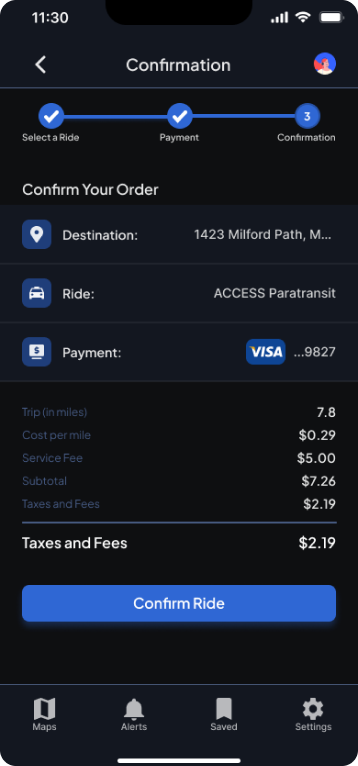 11:30
Confirmation
3
Select a Ride
Payment
Confirmation
Confirm Your Order
Destination: 1423 Milford Path, M...
Ride: ACCESS Paratransit
Payment: VISA ...9827
Trip (in miles) 7.8
Cost per mile $0.29
Service Fee $5.00
Subtotal $7.26
Taxes and Fees $2.19
Taxes and Fees $2.19
Confirm Ride
Maps
Alerts
Saved
Settings